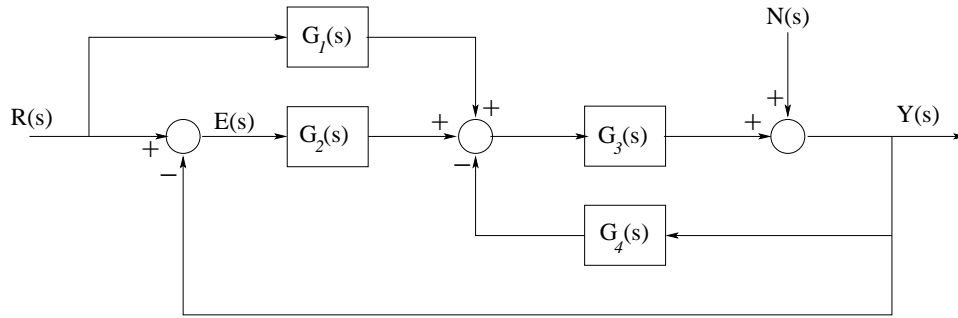 N(s)
G1(s)
R(s)
+
+
E(s)
G2(s)
+
+
G3(s)
+
Y(s)
−
−
G4(s)